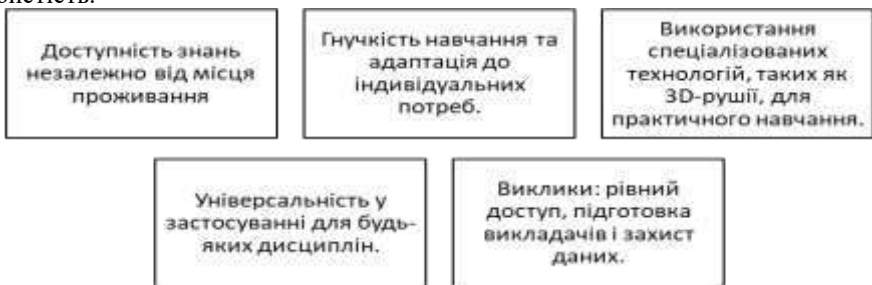 Доступність знань
незалежно від місця
проживання
Гнучкість навчання та
адаптація до
індивідуальних
потреб.
Використання
спеціалізованих
технологій, таких як
3D-рушії, для
практичного навчання.
Універсальність у
застосуванні для будь-
яких дисциплін.
Виклики: рівний
доступ, підготовка
викладачів і захист
даних.